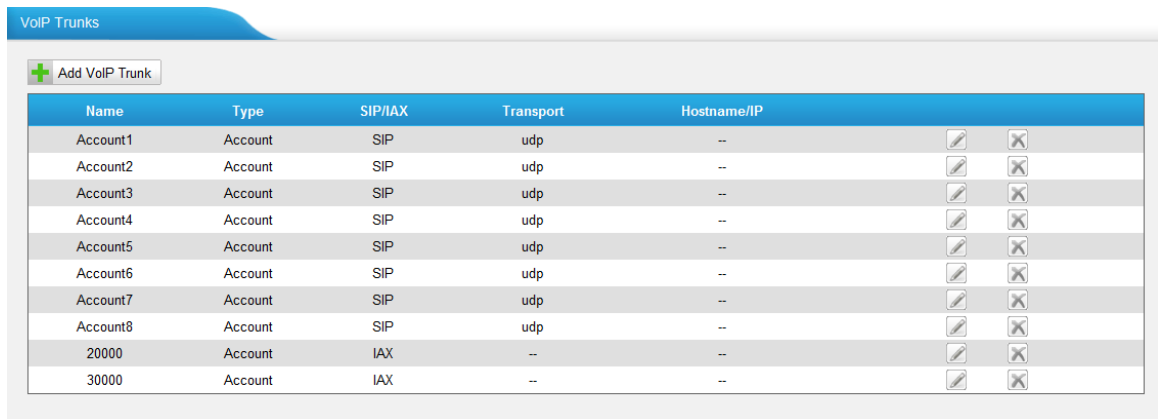 VoIP Trunks
Add VoIP Trunk
Name Type SIP/IAX Transport Hostname/IP
Account1 Account SIP udp --
Account2 Account SIP udp --
Account3 Account SIP udp --
Account4 Account SIP udp --
Account5 Account SIP udp --
Account6 Account SIP udp --
Account7 Account SIP udp --
Account8 Account SIP udp --
20000 Account IAX -- --
30000 Account IAX -- --